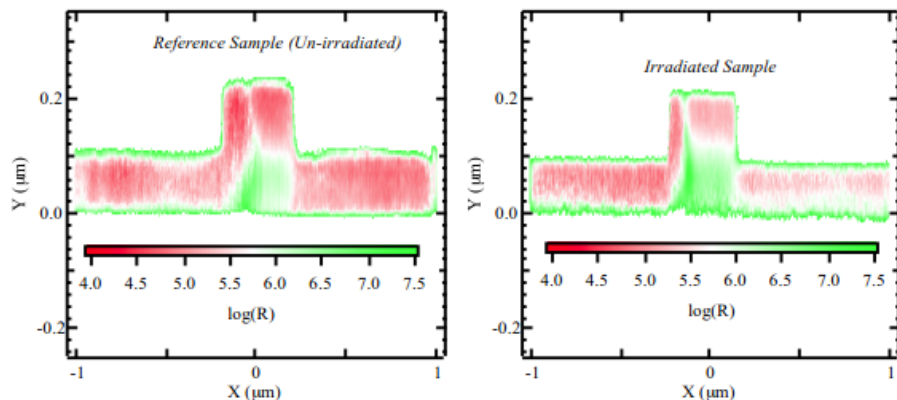 Reference Sample (Un-irradiated)
0.2
0.0
-0.2
Y (μm)
4.0 4.5 5.0 5.5 6.0 6.5 7.0 7.5
log(R)
-1 0 1
X (μm)
Irradiated Sample
0.2
0.0
-0.2
Y (μm)
4.0 4.5 5.0 5.5 6.0 6.5 7.0 7.5
log(R)
-1 0 1
X (μm)